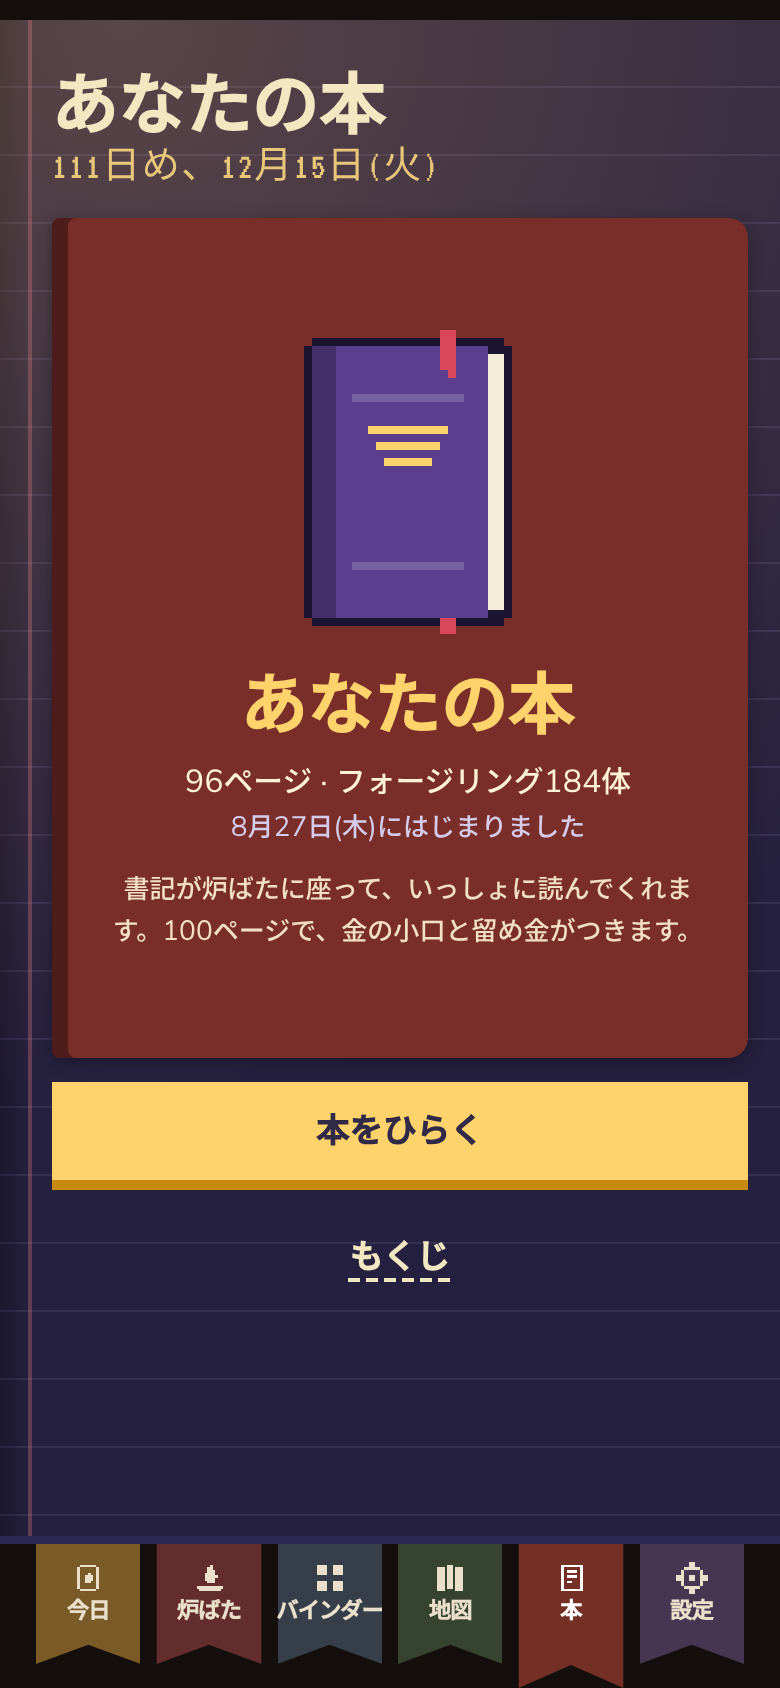 あなたの本
111日め、12月15日(火)
あなたの本
96ページ · フォージリング184体
8月27日(木)にはじまりました
書記が炉ばたに座って、いっしょに読んでくれま
す。100ページで、金の小口と留め金がつきます。
本をひらく
もくじ
今日
炉ばた
バインダー
地図
本
設定